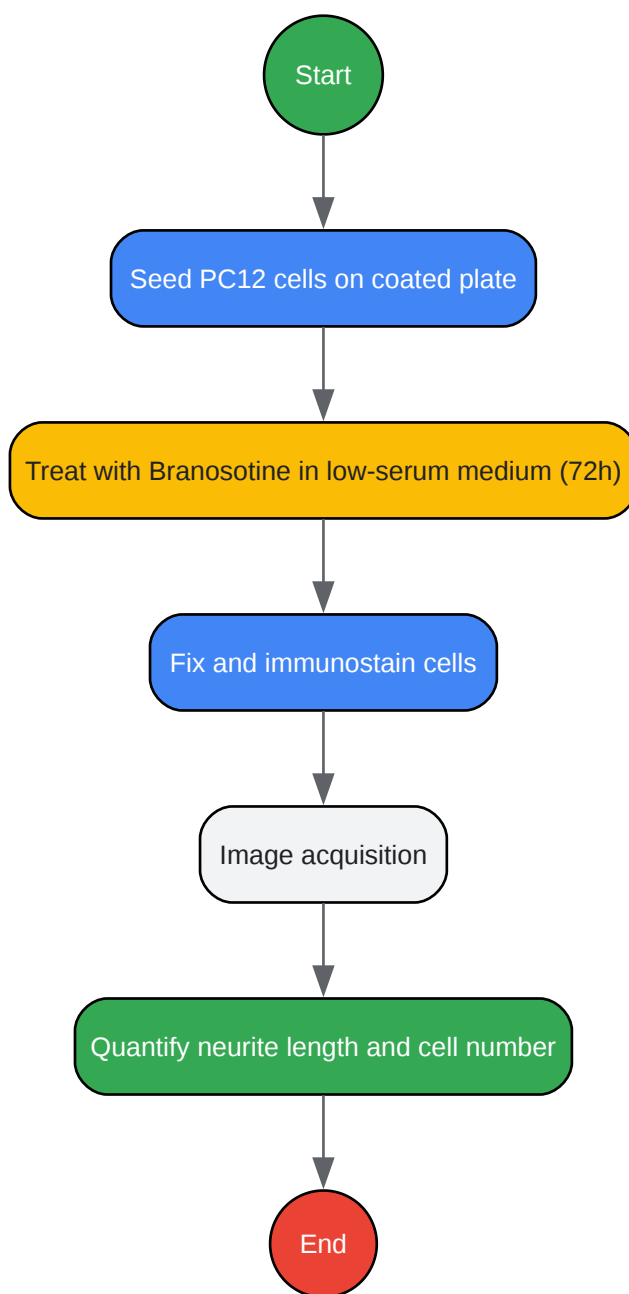 Start
Seed PC12 cells on coated plate
Treat with Branosotine in low-serum medium (72h)
Fix and immunostain cells
Image acquisition
Quantify neurite length and cell number
End